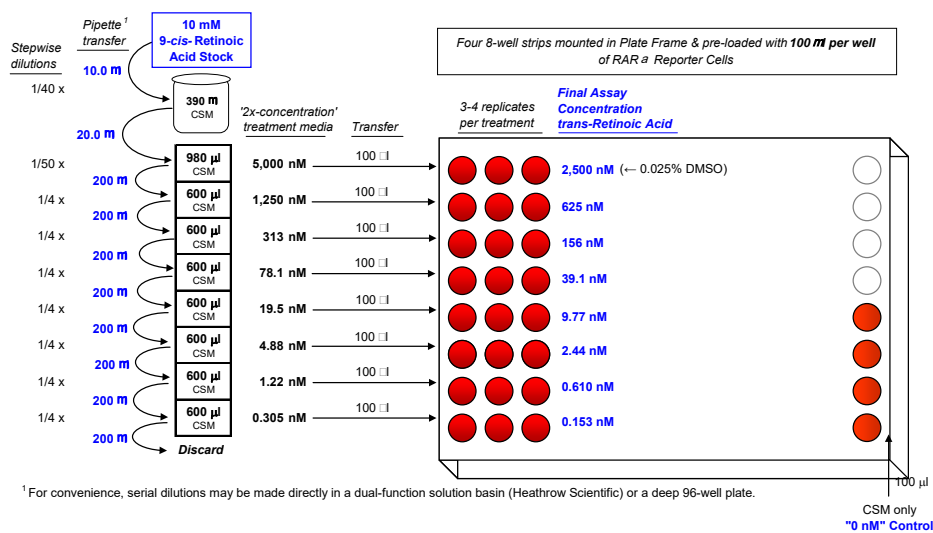 Stepwise
dilutions
Pipette 1
transfer
10 mM
9-cis- Retinoic
Acid Stock
Four 8-well strips mounted in Plate Frame & pre-loaded with 100 ml per well
of RAR a Reporter Cells
1/40 x
10.0 m
390 m
CSM
'2x-concentration'
treatment media
Transfer
3-4 replicates
per treatment
Final Assay
Concentration
trans-Retinoic Acid
20.0 m
1/50 x
980 µl
CSM
5,000 nM
100 □l
2,500 nM (← 0.025% DMSO)
200 m
1/4 x
600 µl
CSM
1,250 nM
100 □l
625 nM
200 m
1/4 x
600 µl
CSM
313 nM
100 □l
156 nM
200 m
1/4 x
600 µl
CSM
78.1 nM
100 □l
39.1 nM
200 m
1/4 x
600 µl
CSM
19.5 nM
100 □l
9.77 nM
200 m
1/4 x
600 µl
CSM
4.88 nM
100 □l
2.44 nM
200 m
1/4 x
600 µl
CSM
1.22 nM
100 □l
0.610 nM
200 m
1/4 x
600 µl
CSM
0.305 nM
100 □l
0.153 nM
200 m
Discard
100 µl
CSM only
"0 nM" Control
1 For convenience, serial dilutions may be made directly in a dual-function solution basin (Heathrow Scientific) or a deep 96-well plate.